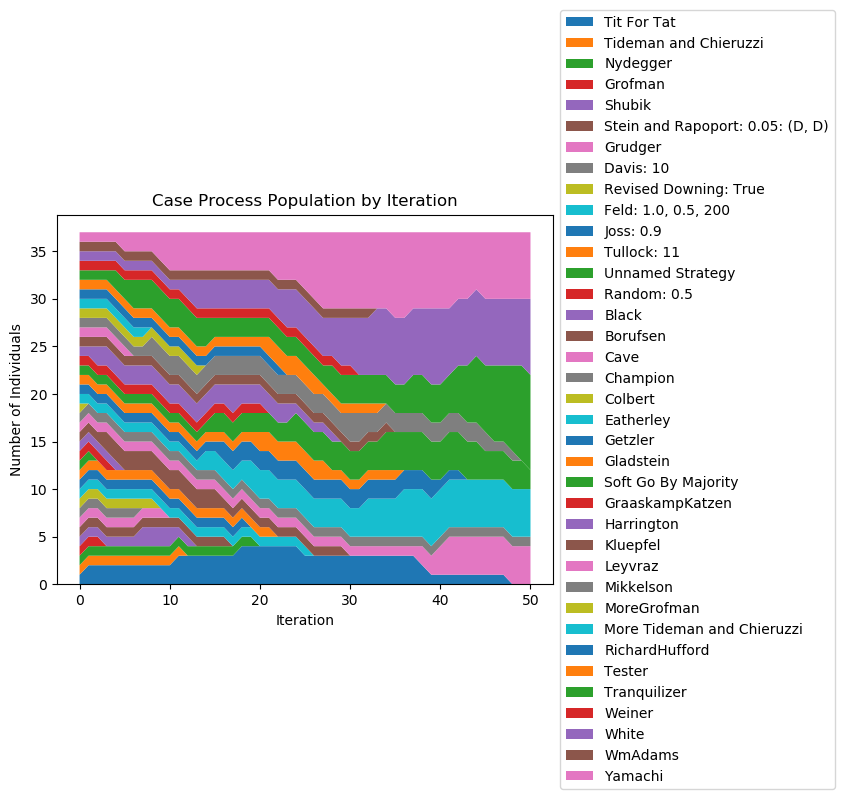 Case Process Population by Iteration
Number of Individuals
35
30
25
20
15
10
5
0
0 10 20 30 40 50
Iteration
Tit For Tat
Tideman and Chieruzzi
Nydegger
Grofman
Shubik
Stein and Rapoport: 0.05: (D, D)
Grudger
Davis: 10
Revised Downing: True
Feld: 1.0, 0.5, 200
Joss: 0.9
Tullock: 11
Unnamed Strategy
Random: 0.5
Black
Borufsen
Cave
Champion
Colbert
Eatherley
Getzler
Gladstein
Soft Go By Majority
GraaskampKatzen
Harrington
Kluepfel
Leyvraz
Mikkelson
MoreGrofman
More Tideman and Chieruzzi
RichardHufford
Tester
Tranquilizer
Weiner
White
WmAdams
Yamachi